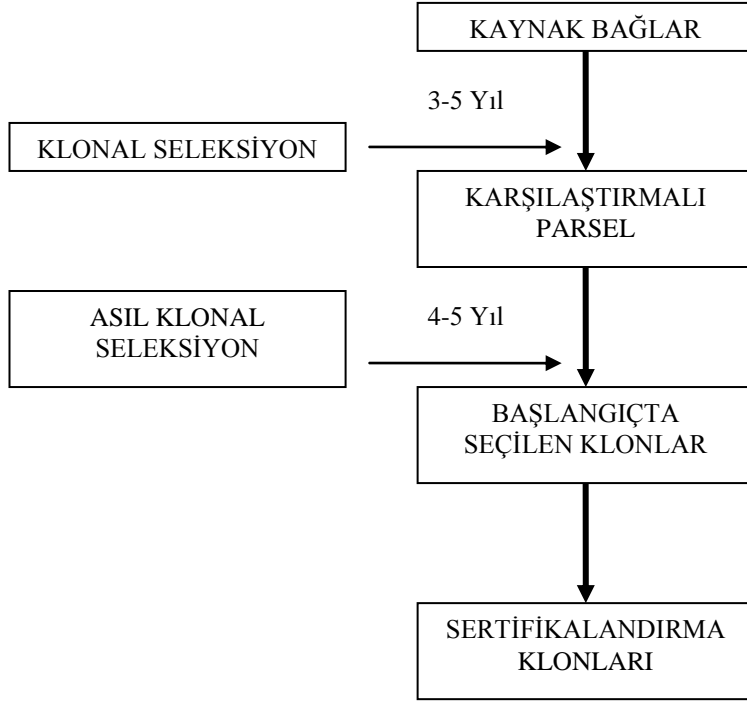 KAYNAK BAĞLAR
3-5 Yıl
KLONAL SELEKSİYON
KARŞILAŞTIRMALI
PARSEL
ASIL KLONAL
SELEKSİYON
4-5 Yıl
BAŞLANGIÇTA
SEÇİLEN KLONLAR
SERTİFİKALANDIRMA
KLONLARI